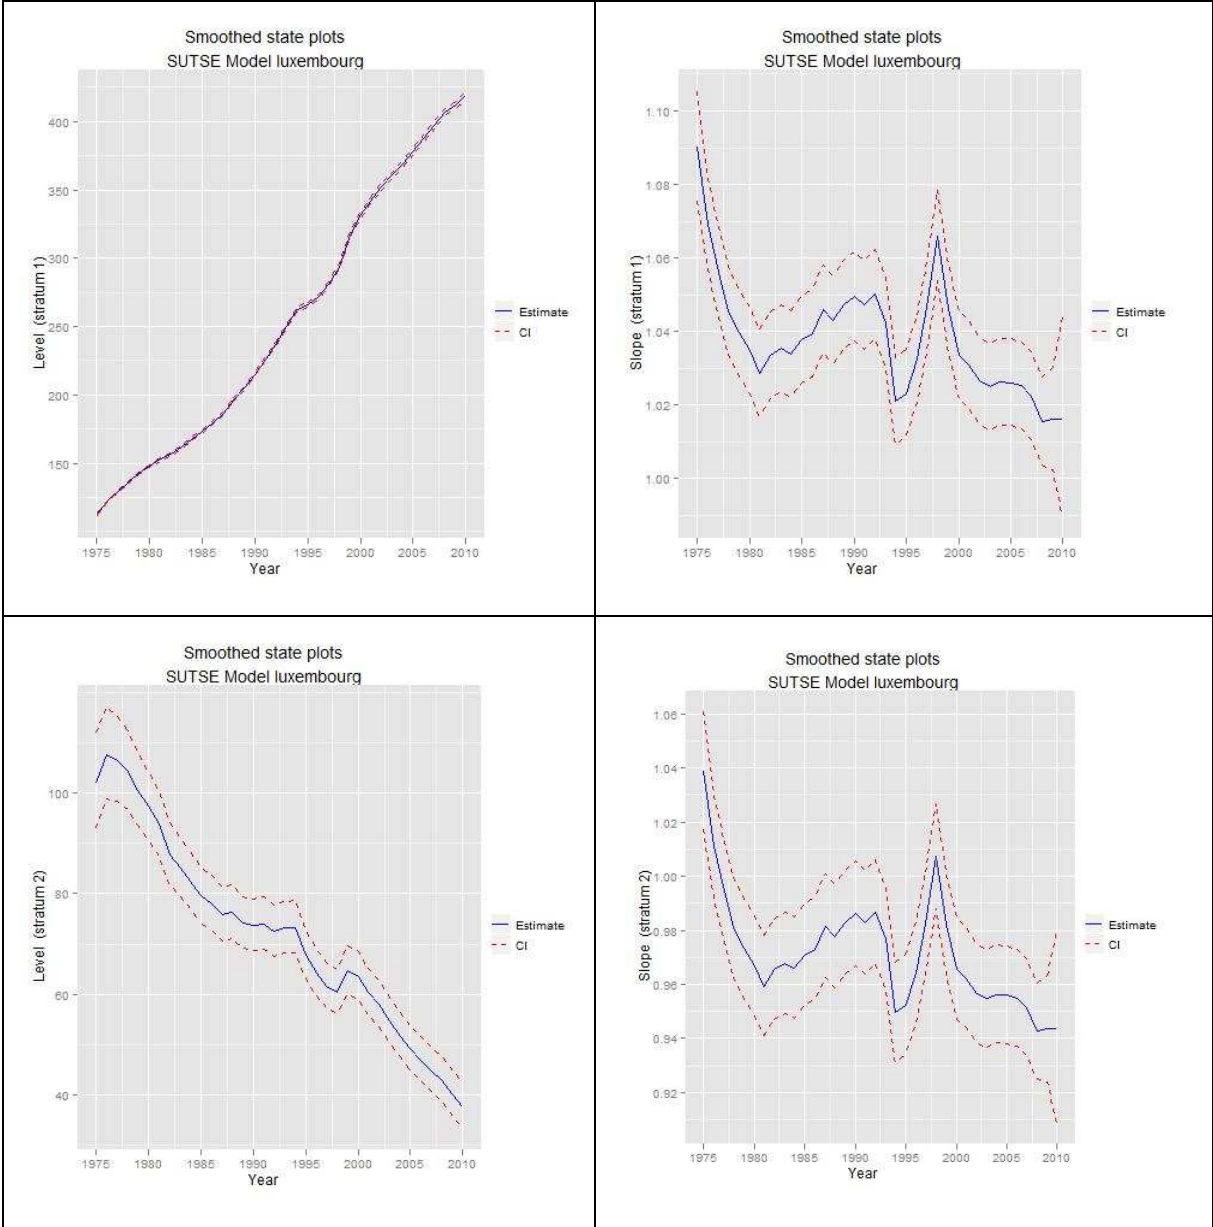 Smoothed state plots
SUTSE Model luxembourg
Level (stratum 1)
400
350
300
250
200
150
1975 1980 1985 1990 1995 2000 2005 2010
Year
Estimate
CI
Smoothed state plots
SUTSE Model luxembourg
Slope (stratum 1)
1.10
1.08
1.06
1.04
1.02
1.00
1975 1980 1985 1990 1995 2000 2005 2010
Year
Estimate
CI
Smoothed state plots
SUTSE Model luxembourg
Level (stratum 2)
100
80
60
40
1975 1980 1985 1990 1995 2000 2005 2010
Year
Estimate
CI
Smoothed state plots
SUTSE Model luxembourg
Slope (stratum 2)
1.06
1.04
1.02
1.00
0.98
0.96
0.94
0.92
1975 1980 1985 1990 1995 2000 2005 2010
Year
Estimate
CI